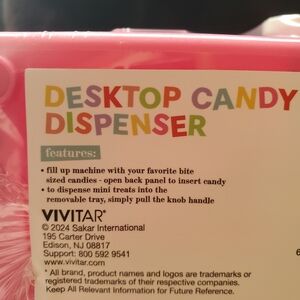 DESKTOP CANDY
DISPENSER
features:
• fill up machine with your favorite bite
sized candies - open back panel to insert candy
• to dispense mini treats into the
removable tray, simply pull the knob handle
VIVITAR®
© 2024 Sakar International
195 Carter Drive
Edison, NJ 08817
Support: 800 592 9541
www.vivitar.com
* All brand, product names and logos are trademarks or
registered trademarks of their respective companies.
Keep All Relevant Information for Future Reference.
6